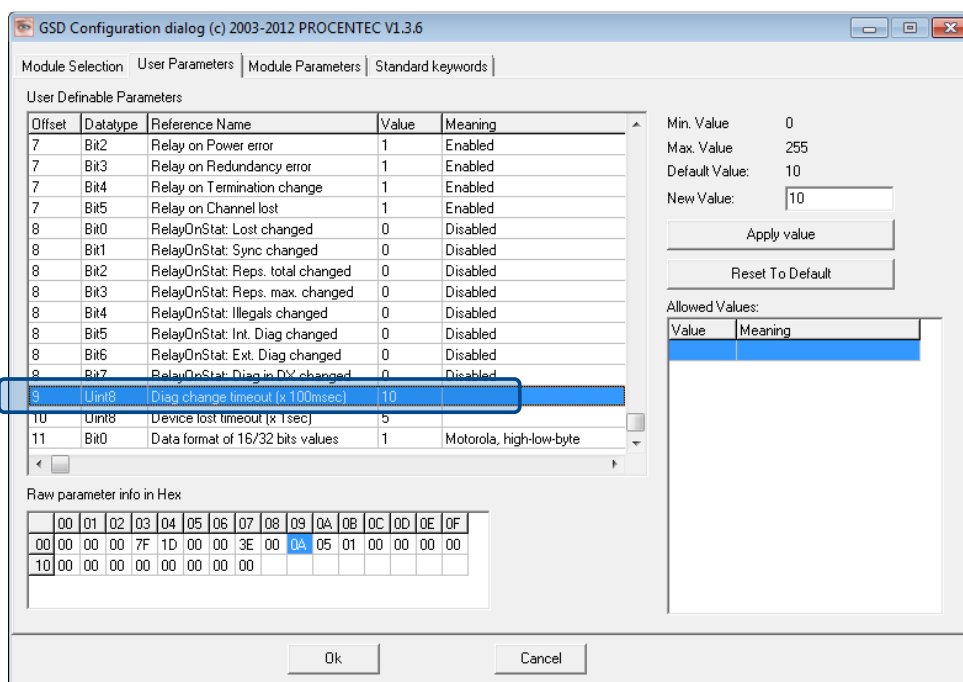 GSD Configuration dialog (c) 2003-2012 PROCENTEC V1.3.6
Module Selection User Parameters Module Parameters Standard keywords
User Definable Parameters
Offset Datatype Reference Name Value Meaning
7 Bit2 Relay on Power error 1 Enabled
7 Bit3 Relay on Redundancy error 1 Enabled
7 Bit4 Relay on Termination change 1 Enabled
7 Bit5 Relay on Channel lost 1 Enabled
8 Bit0 RelayOnStat: Lost changed 0 Disabled
8 Bit1 RelayOnStat: Sync changed 0 Disabled
8 Bit2 RelayOnStat: Reps. total changed 0 Disabled
8 Bit3 RelayOnStat: Reps. max. changed 0 Disabled
8 Bit4 RelayOnStat: Illegals changed 0 Disabled
8 Bit5 RelayOnStat: Int. Diag changed 0 Disabled
8 Bit6 RelayOnStat: Ext. Diag changed 0 Disabled
8 Bit7 RelayOnStat: Diag in DX changed 0 Disabled
9 Uint8 Diag change timeout (x 100msec) 10
10 Uint8 Device lost timeout (x 1sec) 5
11 Bit0 Data format of 16/32 bits values 1 Motorola, high-low-byte
Min. Value 0
Max. Value 255
Default Value: 10
New Value: 10
Apply value
Reset To Default
Allowed Values:
Value Meaning
Raw parameter info in Hex
00 01 02 03 04 05 06 07 08 09 0A 0B 0C 0D 0E 0F
00 00 00 00 7F 1D 00 00 3E 00 0A 05 01 00 00 00 00
10 00 00 00 00 00 00 00 00
Ok Cancel